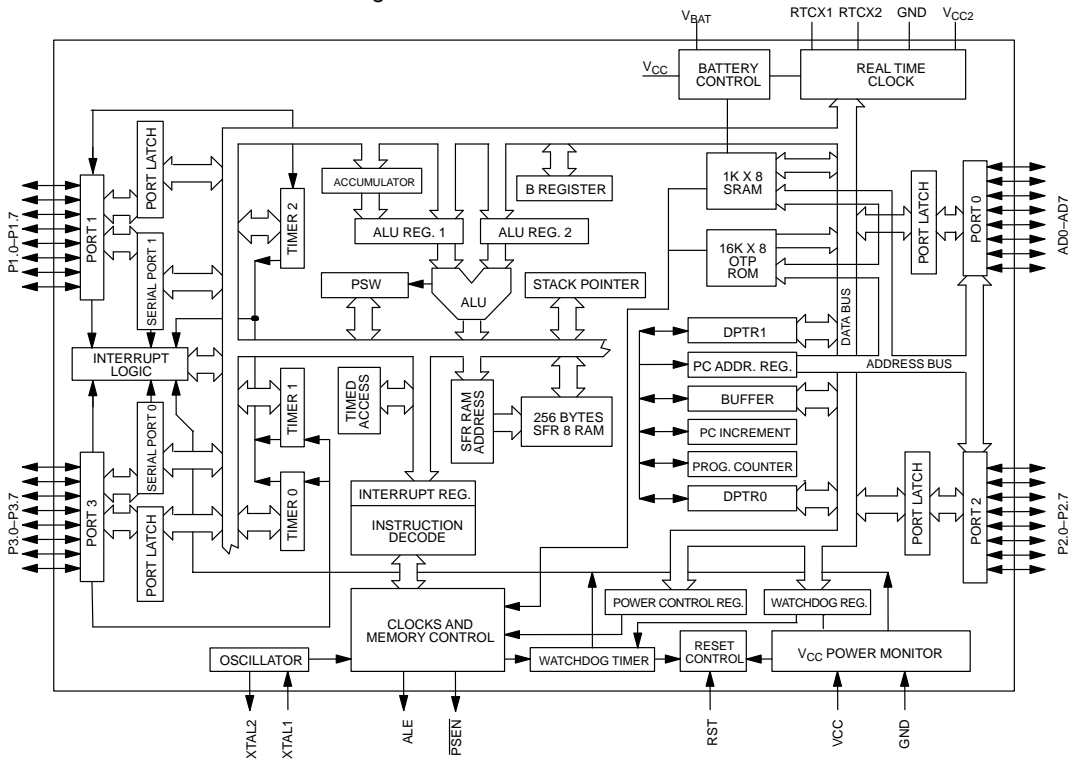 V_BAT
RTCX1 RTCX2 GND V_CC2
V_CC
BATTERY
CONTROL
REAL TIME
CLOCK
P1.0–P1.7
PORT 1
PORT LATCH
SERIAL PORT 1
TIMER 2
ACCUMULATOR
B REGISTER
ALU REG. 1
ALU REG. 2
PSW
ALU
STACK POINTER
1K X 8
SRAM
16K X 8
OTP
ROM
DATA BUS
PORT LATCH
PORT 0
AD0–AD7
INTERRUPT
LOGIC
TIMER 1
TIMED
ACCESS
SFR RAM
ADDRESS
256 BYTES
SFR 8 RAM
DPTR1
PC ADDR. REG.
ADDRESS BUS
BUFFER
PC INCREMENT
PROG. COUNTER
DPTR0
P3.0–P3.7
PORT 3
SERIAL PORT 0
PORT LATCH
TIMER 0
INTERRUPT REG.
INSTRUCTION
DECODE
PORT LATCH
PORT 2
P2.0–P2.7
CLOCKS AND
MEMORY CONTROL
POWER CONTROL REG.
WATCHDOG REG.
OSCILLATOR
WATCHDOG TIMER
RESET
CONTROL
V_CC POWER MONITOR
XTAL2
XTAL1
ALE
PSEN
RST
VCC
GND